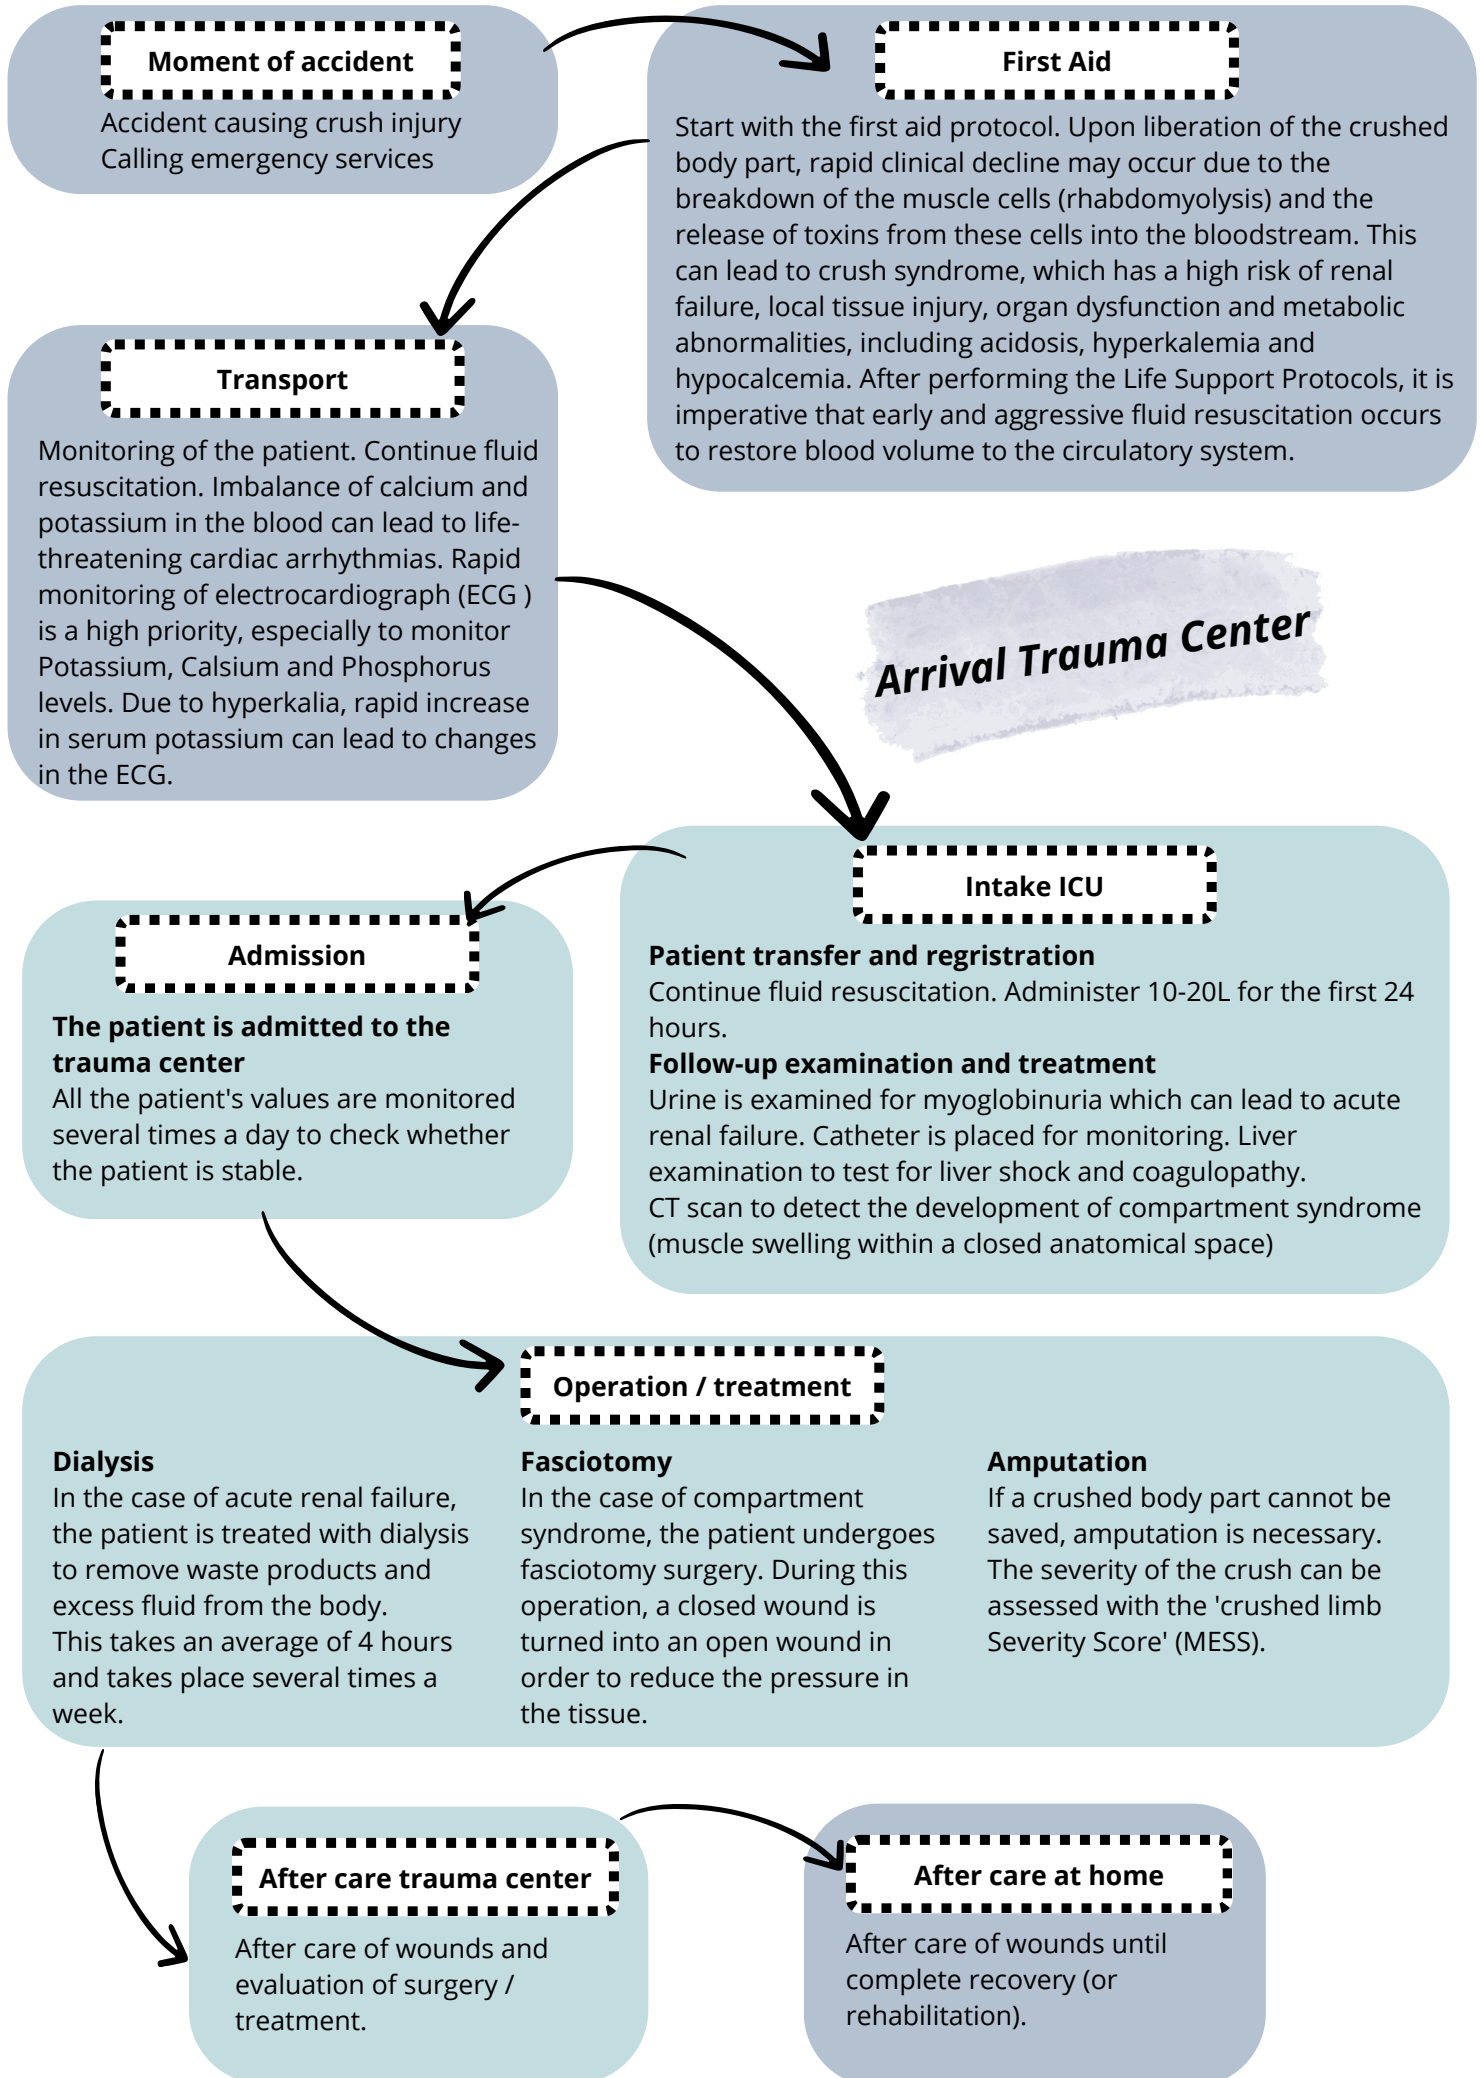 Moment of accident
Accident causing crush injury
Calling emergency services
First Aid
Start with the first aid protocol. Upon liberation of the crushed
body part, rapid clinical decline may occur due to the
breakdown of the muscle cells (rhabdomyolysis) and the
release of toxins from these cells into the bloodstream. This
can lead to crush syndrome, which has a high risk of renal
failure, local tissue injury, organ dysfunction and metabolic
abnormalities, including acidosis, hyperkalemia and
hypocalcemia. After performing the Life Support Protocols, it is
imperative that early and aggressive fluid resuscitation occurs
to restore blood volume to the circulatory system.
Transport
Monitoring of the patient. Continue fluid
resuscitation. Imbalance of calcium and
potassium in the blood can lead to life-
threatening cardiac arrhythmias. Rapid
monitoring of electrocardiograph (ECG )
is a high priority, especially to monitor
Potassium, Calsium and Phosphorus
levels. Due to hyperkalia, rapid increase
in serum potassium can lead to changes
in the ECG.
Arrival Trauma Center
Intake ICU
Patient transfer and regristration
Continue fluid resuscitation. Administer 10-20L for the first 24
hours.
Follow-up examination and treatment
Urine is examined for myoglobinuria which can lead to acute
renal failure. Catheter is placed for monitoring. Liver
examination to test for liver shock and coagulopathy.
CT scan to detect the development of compartment syndrome
(muscle swelling within a closed anatomical space)
Admission
The patient is admitted to the
trauma center
All the patient's values are monitored
several times a day to check whether
the patient is stable.
Operation / treatment
Dialysis
In the case of acute renal failure,
the patient is treated with dialysis
to remove waste products and
excess fluid from the body.
This takes an average of 4 hours
and takes place several times a
week.
Fasciotomy
In the case of compartment
syndrome, the patient undergoes
fasciotomy surgery. During this
operation, a closed wound is
turned into an open wound in
order to reduce the pressure in
the tissue.
Amputation
If a crushed body part cannot be
saved, amputation is necessary.
The severity of the crush can be
assessed with the 'crushed limb
Severity Score' (MESS).
After care trauma center
After care of wounds and
evaluation of surgery /
treatment.
After care at home
After care of wounds until
complete recovery (or
rehabilitation).